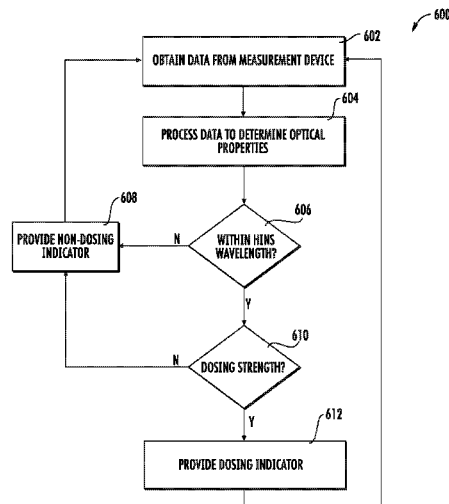 600
602
OBTAIN DATA FROM MEASUREMENT DEVICE
604
PROCESS DATA TO DETERMINE OPTICAL
PROPERTIES
606
WITHIN HINS
WAVELENGTH?
N
608
PROVIDE NON-DOSING
INDICATOR
Y
610
DOSING STRENGTH?
N
Y
612
PROVIDE DOSING INDICATOR